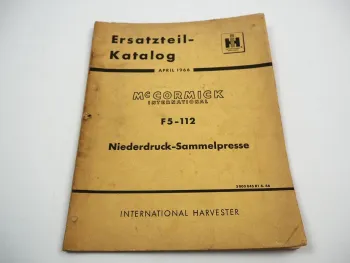 Ersatzteil-
Katalog
APRIL 1966
McCORMICK
INTERNATIONAL
F5-112
Niederdruck-Sammelpresse
INTERNATIONAL HARVESTER